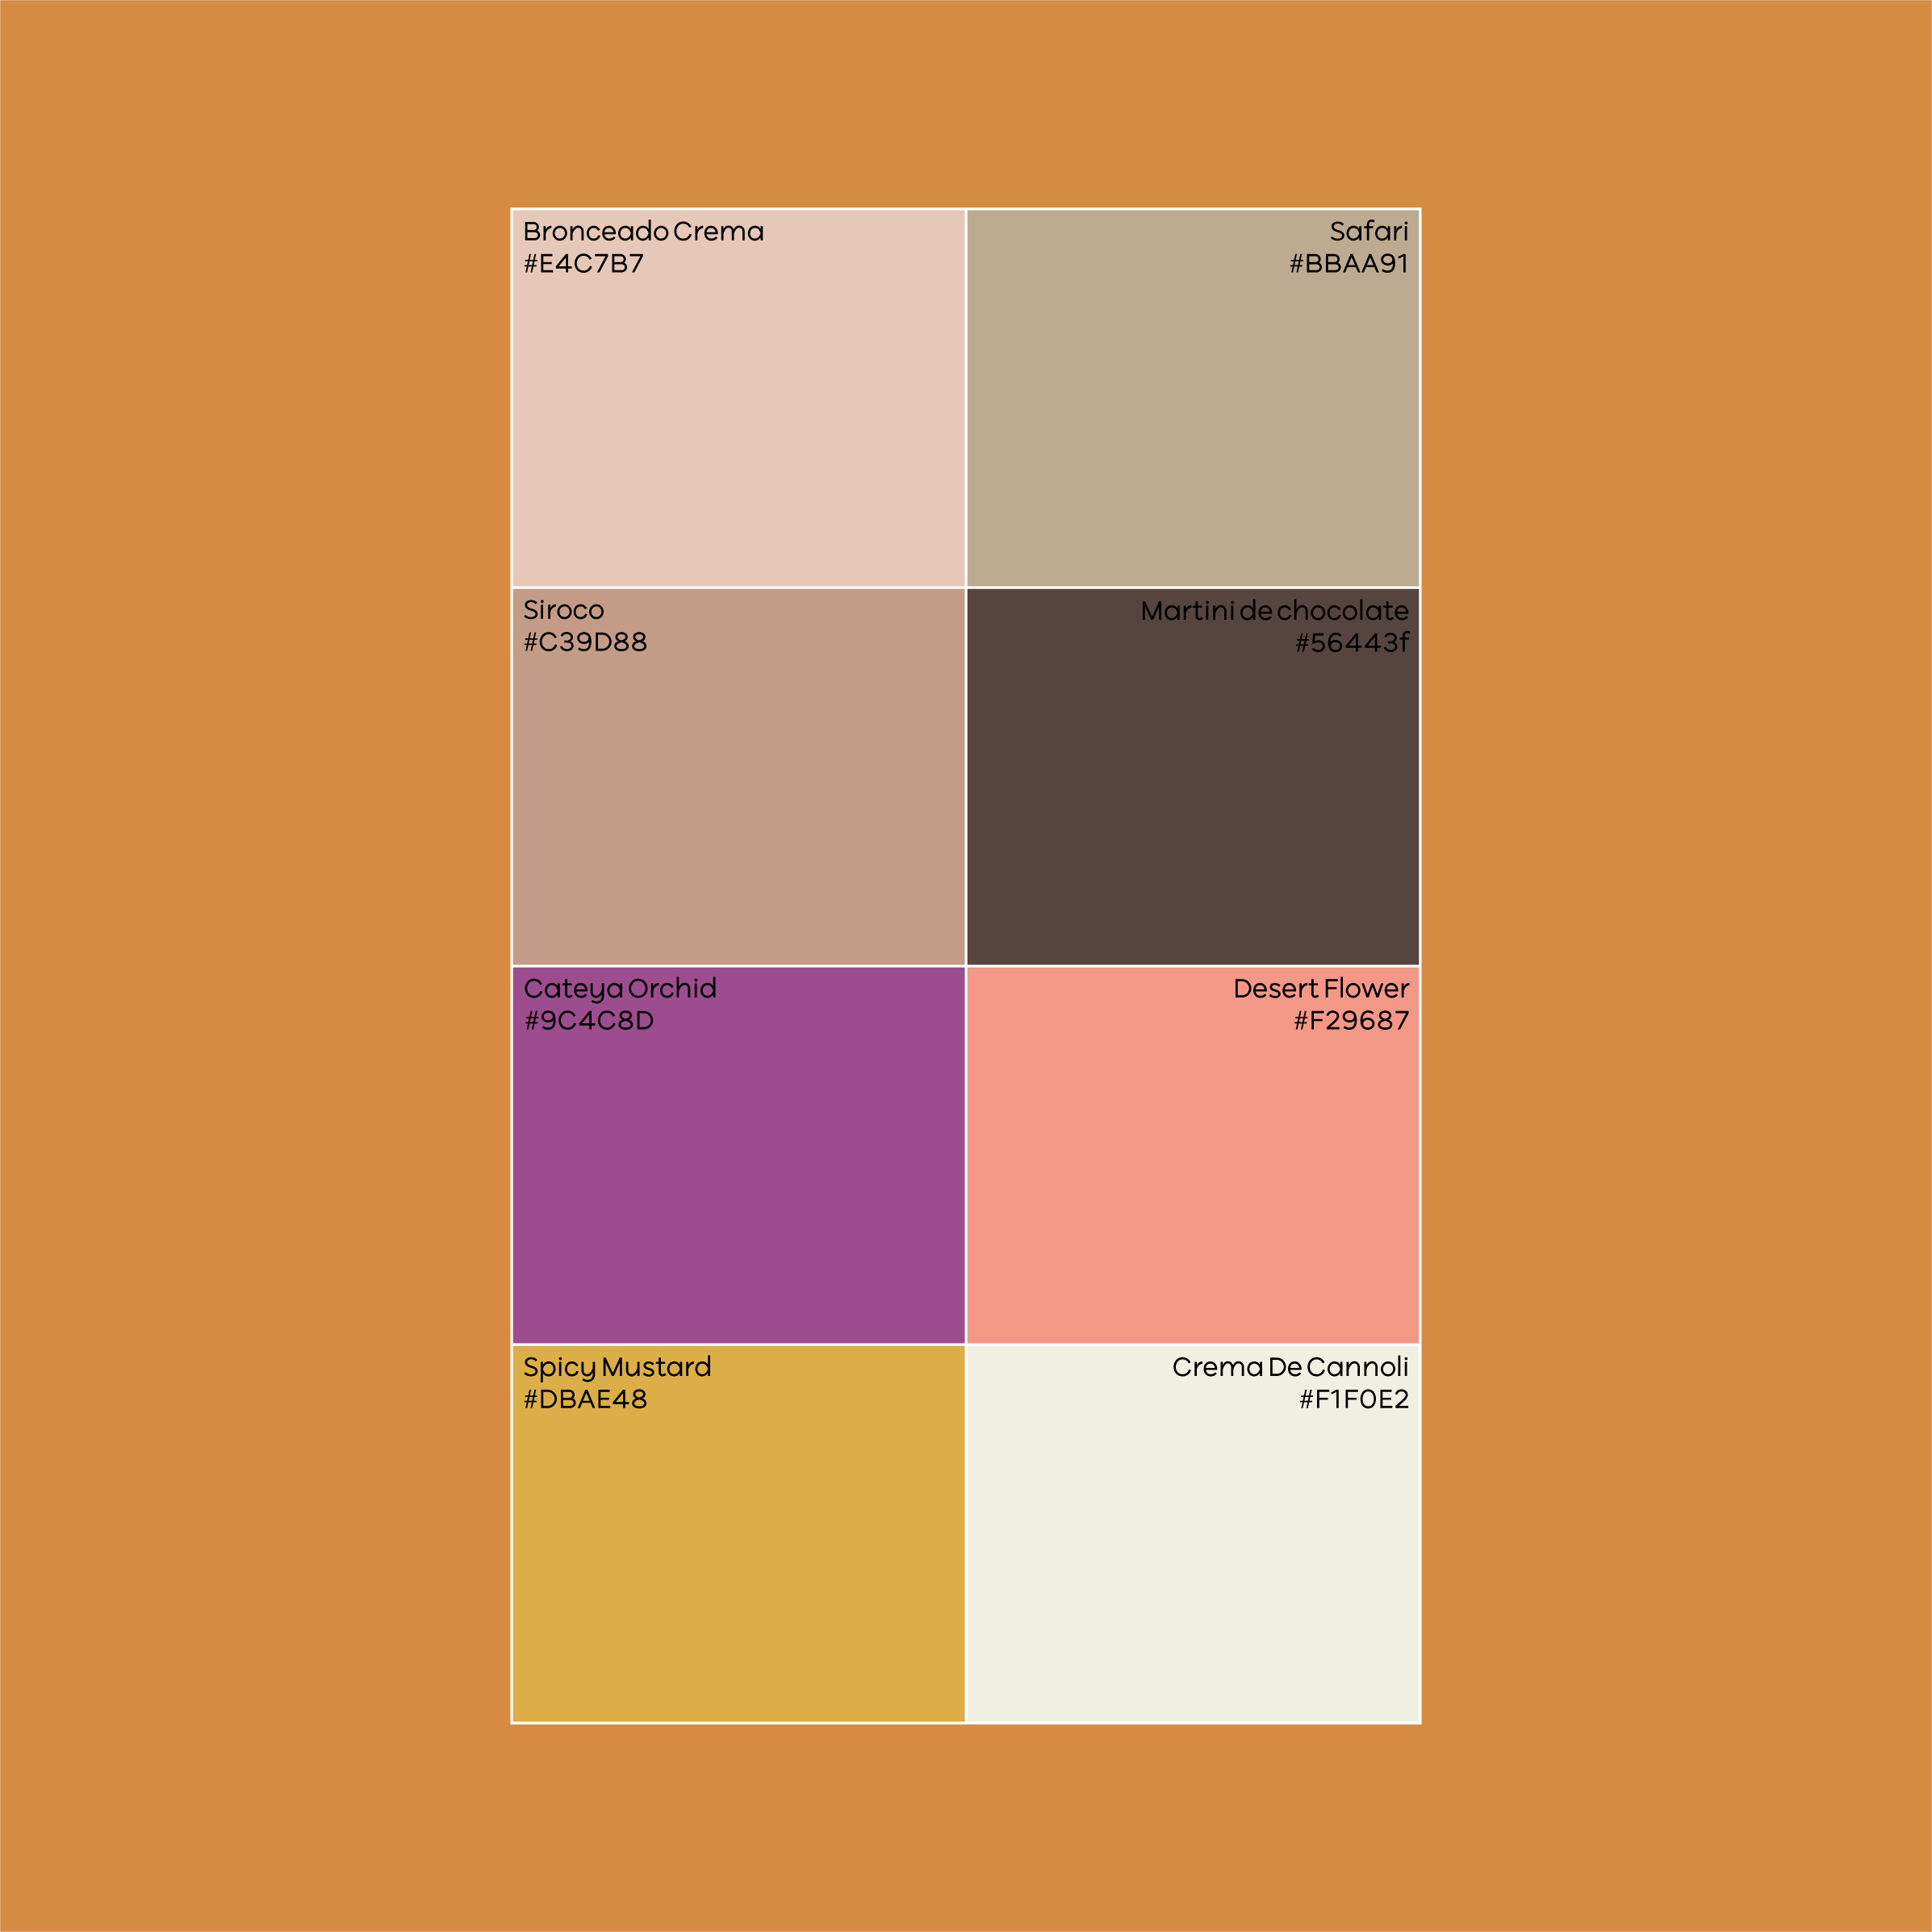 Bronceado Crema
#E4C7B7
Safari
#BBAA91
Siroco
#C39D88
Martini de chocolate
#56443f
Cateya Orchid
#9C4C8D
Desert Flower
#F29687
Spicy Mustard
#DBAE48
Crema De Cannoli
#F1F0E2